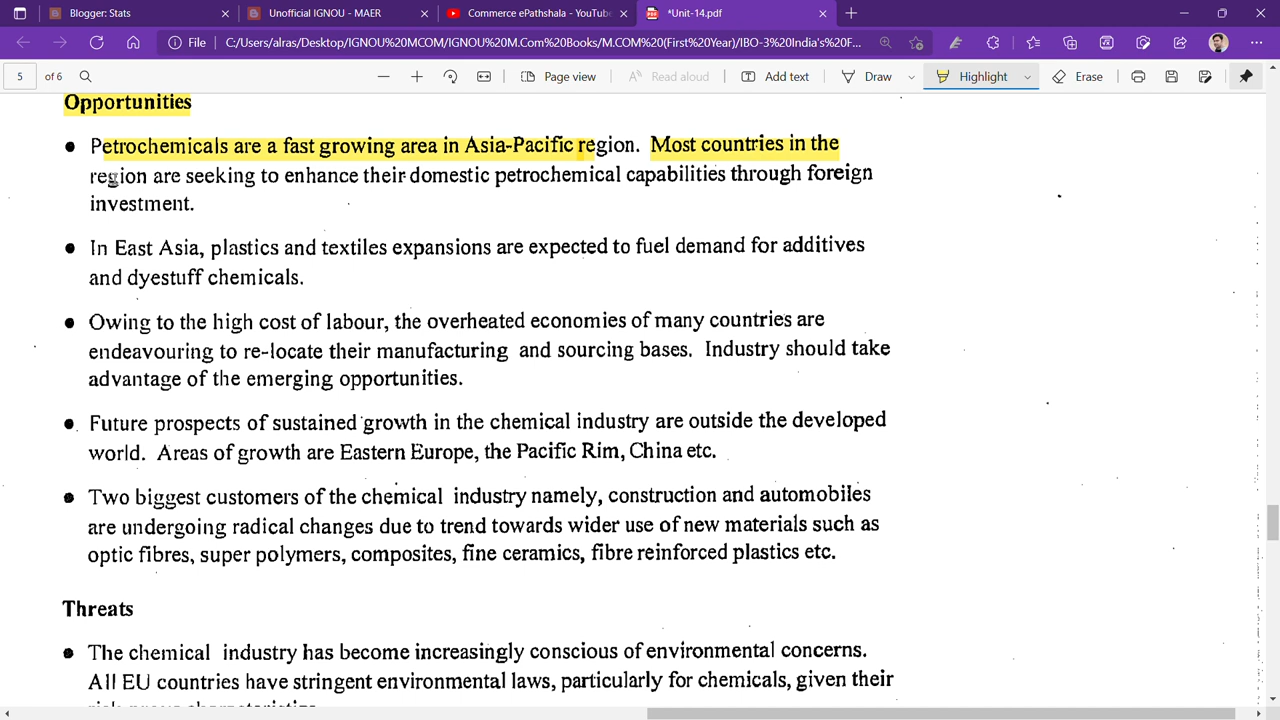 Blogger: Stats
Unofficial IGNOU - MAER
Commerce ePathshala - YouTube
*Unit-14.pdf
File
C:/Users/alras/Desktop/IGNOU%20MCOM/IGNOU%20M.Com%20Books/M.COM%20(First%20Year)/IBO-3%20India's%20F...
5 of 6
Page view
Read aloud
Add text
Draw
Highlight
Erase
Opportunities
● Petrochemicals are a fast growing area in Asia-Pacific region. Most countries in the
region are seeking to enhance their domestic petrochemical capabilities through foreign
investment.
● In East Asia, plastics and textiles expansions are expected to fuel demand for additives
and dyestuff chemicals.
● Owing to the high cost of labour, the overheated economies of many countries are
endeavouring to re-locate their manufacturing and sourcing bases. Industry should take
advantage of the emerging opportunities.
● Future prospects of sustained growth in the chemical industry are outside the developed
world. Areas of growth are Eastern Europe, the Pacific Rim, China etc.
● Two biggest customers of the chemical industry namely, construction and automobiles
are undergoing radical changes due to trend towards wider use of new materials such as
optic fibres, super polymers, composites, fine ceramics, fibre reinforced plastics etc.
Threats
● The chemical industry has become increasingly conscious of environmental concerns.
All EU countries have stringent environmental laws, particularly for chemicals, given their